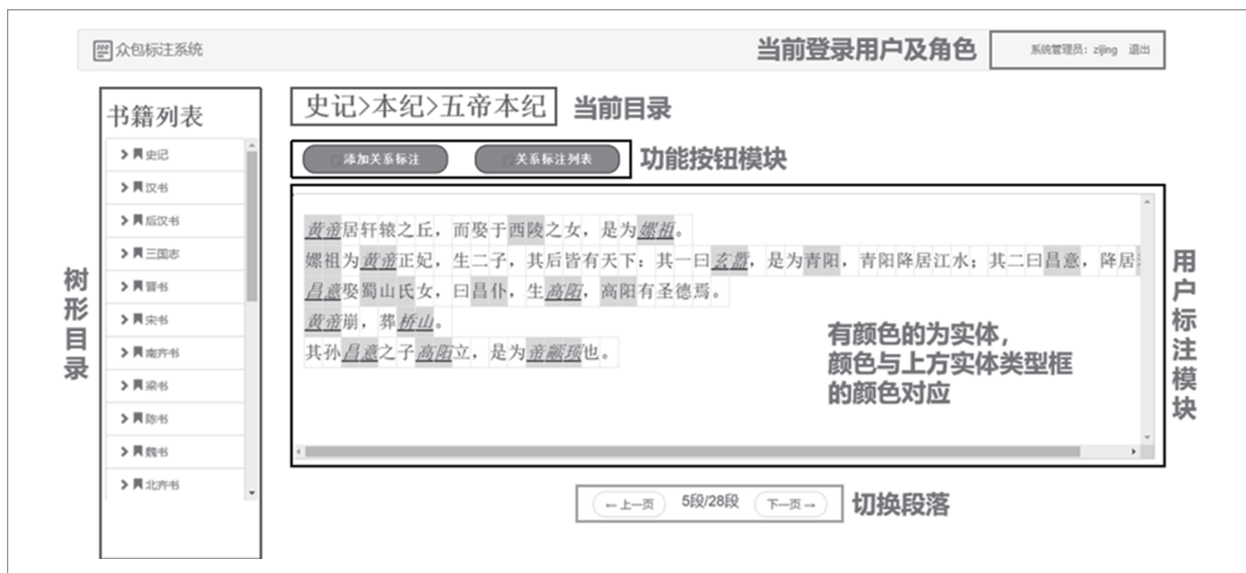 众包标注系统
当前登录用户及角色
系统管理员：zijing 退出
书籍列表
史记
汉书
后汉书
三国志
晋书
宋书
南齐书
梁书
陈书
魏书
北齐书
树形目录
史记>本纪>五帝本纪
当前目录
添加关系标注
关系标注列表
功能按钮模块
黄帝居轩辕之丘，而娶于西陵之女，是为嫘祖。
嫘祖为黄帝正妃，生二子，其后皆有天下：其一曰玄嚣，是为青阳，青阳降居江水；其二曰昌意，降居
昌意娶蜀山氏女，曰昌仆，生高阳，高阳有圣德焉。
黄帝崩，葬桥山。
其孙昌意之子高阳立，是为帝颛顼也。
有颜色的为实体，
颜色与上方实体类型框
的颜色对应
用户标注模块
←上一页
5段/28段
下一页→
切换段落